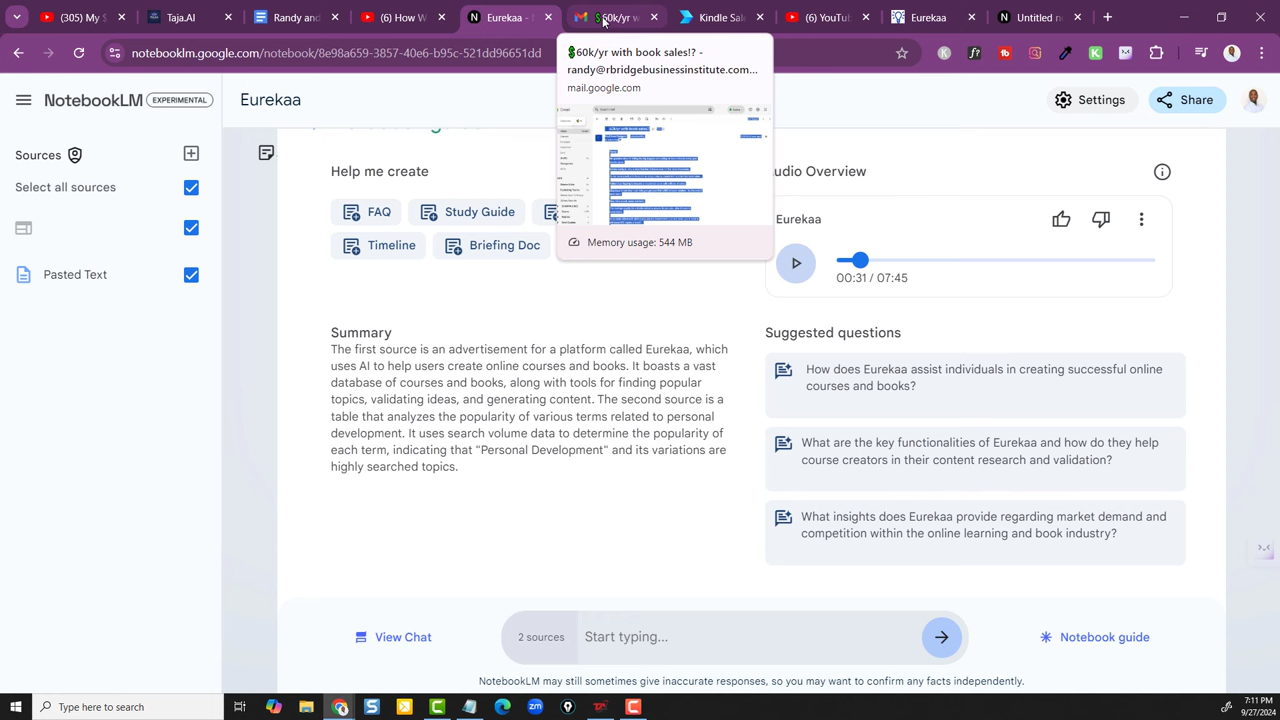 (305) My S
Taja.AI
Randy and
(6) How W
Eurekaa -
$60k/yr w
Kindle Sal
(6) YouTub
Eurekaa
Untitled n
notebooklm.google.com/notebook/8e98a659-3857-40e6-b95c-521dd96651dd
$60k/yr with book sales!? -
randy@rbridgebusinessinstitute.com...
mail.google.com
Memory usage: 544 MB
NotebookLM
EXPERIMENTAL
Eurekaa
Settings
Share
Sources
Select all sources
Pasted Text
Help me create
FAQ
Study Guide
Timeline
Briefing Doc
udio Overview
Eurekaa
00:31 / 07:45
Summary
The first source is an advertisement for a platform called Eurekaa, which
uses AI to help users create online courses and books. It boasts a vast
database of courses and books, along with tools for finding popular
topics, validating ideas, and generating content. The second source is a
table that analyzes the popularity of various terms related to personal
development. It uses search volume data to determine the popularity of
each term, indicating that "Personal Development" and its variations are
highly searched topics.
Suggested questions
How does Eurekaa assist individuals in creating successful online
courses and books?
What are the key functionalities of Eurekaa and how do they help
course creators in their content research and validation?
What insights does Eurekaa provide regarding market demand and
competition within the online learning and book industry?
View Chat
2 sources
Start typing...
Notebook guide
NotebookLM may still sometimes give inaccurate responses, so you may want to confirm any facts independently.
Type here to search
7:11 PM
9/27/2024